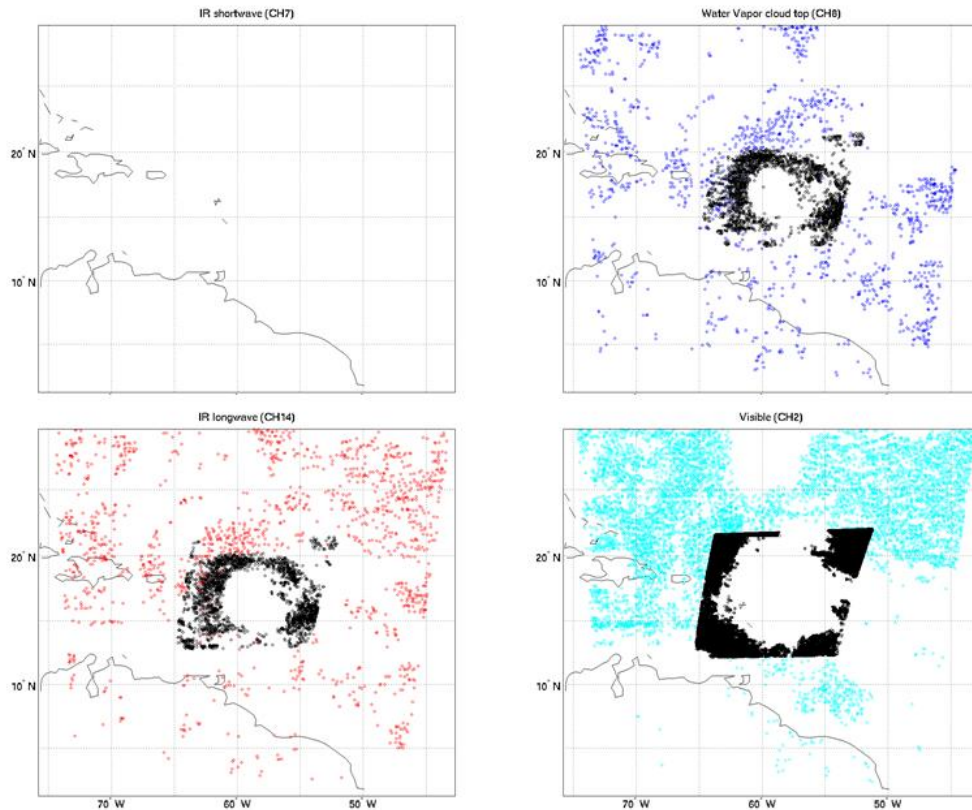 IR shortwave (CH7)
Water Vapor cloud top (CH8)
20° N
10° N
20° N
10° N
IR longwave (CH14)
Visible (CH2)
20° N
10° N
70° W
60° W
50° W
20° N
10° N
70° W
60° W
50° W